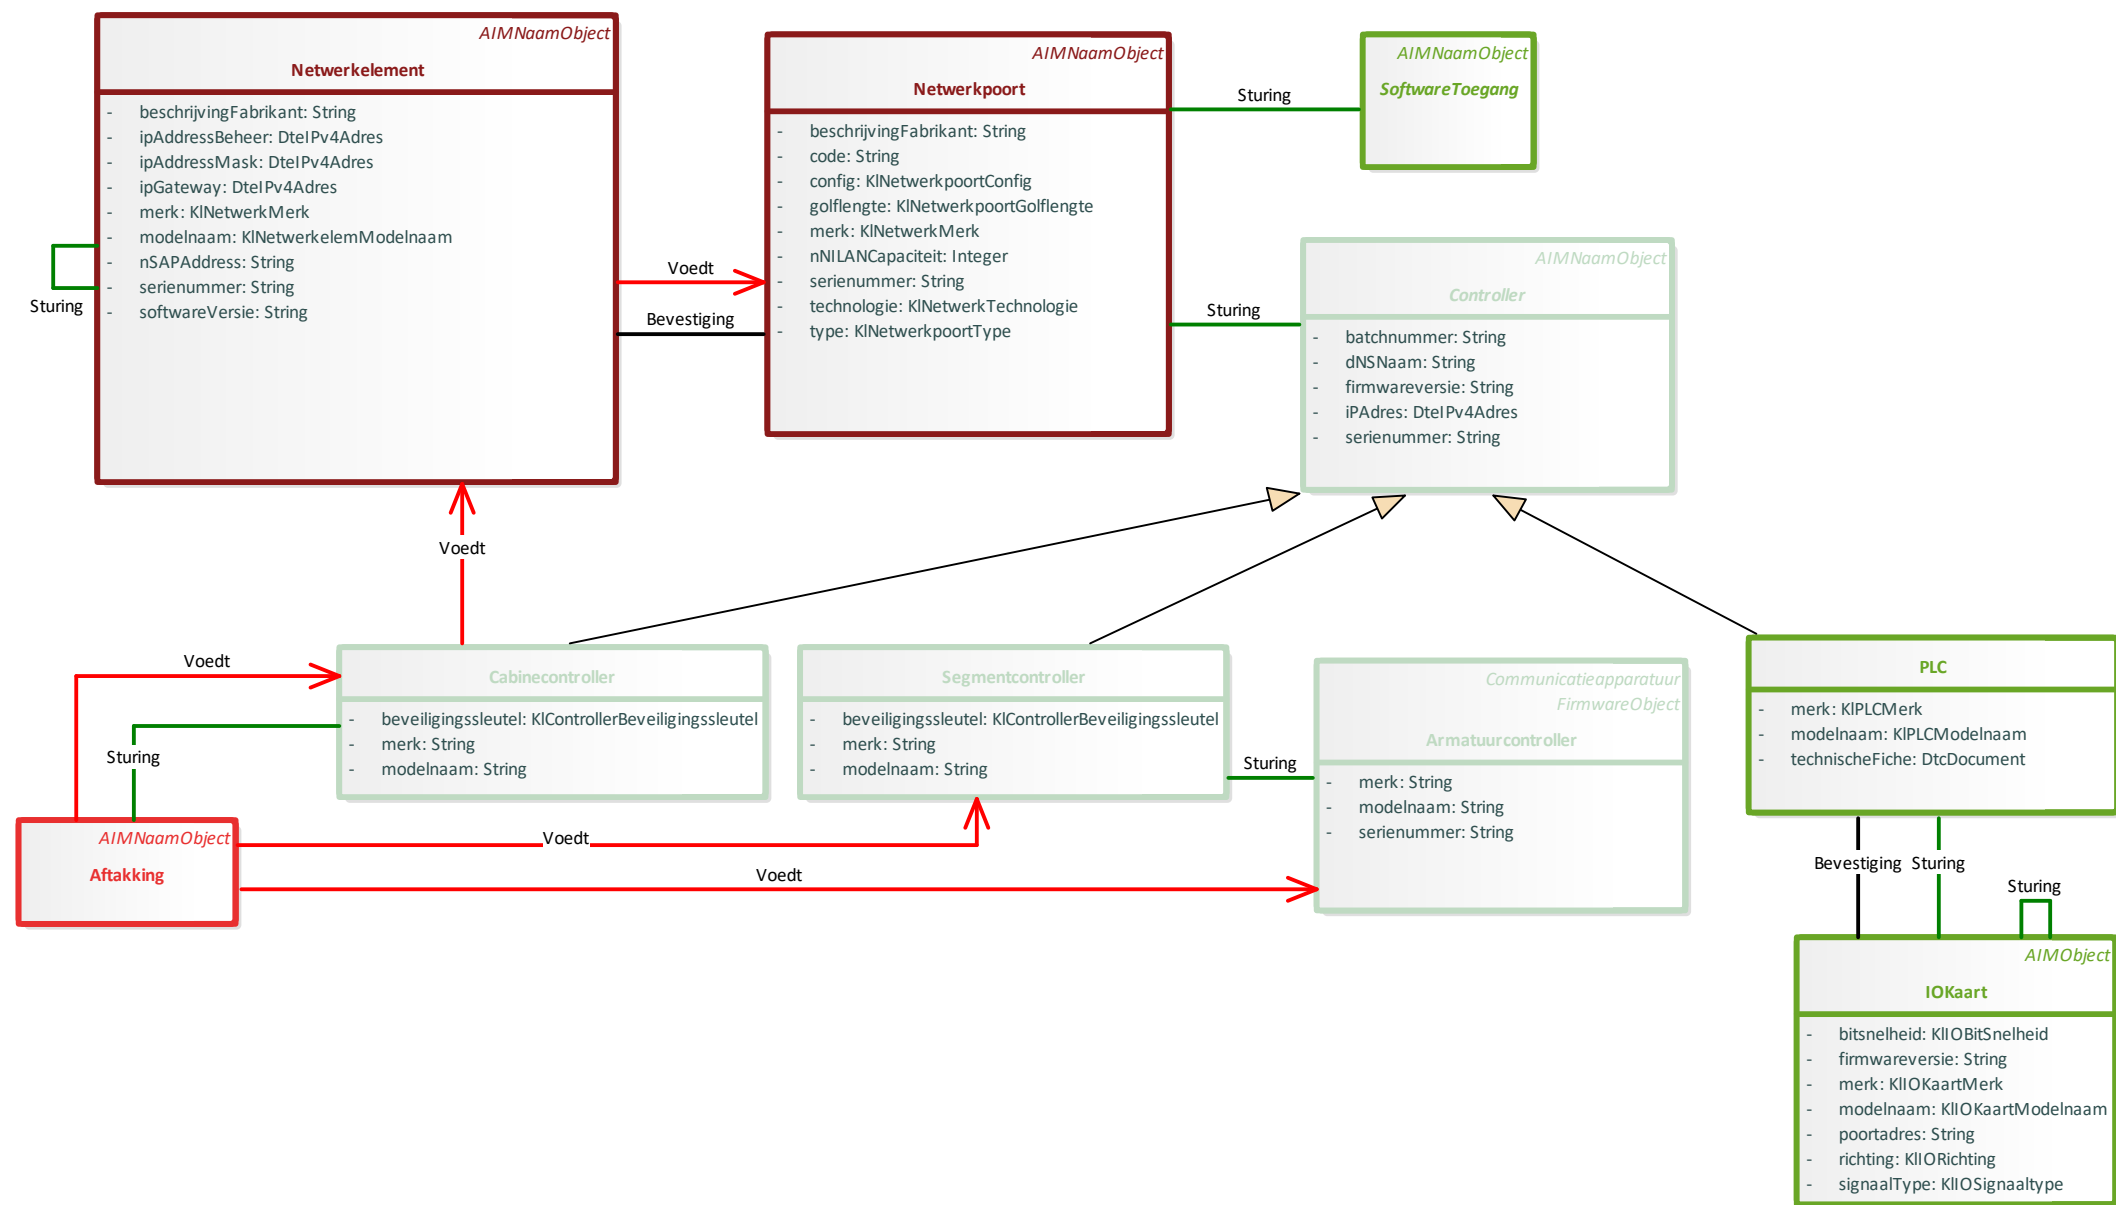 AIMNaamObject
Netwerkelement
- beschrijvingFabrikant: String
- ipAddressBeheer: DteIPv4Adres
- ipAddressMask: DteIPv4Adres
- ipGateway: DteIPv4Adres
- merk: KlNetwerkMerk
- modelnaam: KlNetwerkelemModelnaam
- nSAPAddress: String
- serienummer: String
- softwareVersie: String
Sturing
Voedt
Bevestiging
AIMNaamObject
Netwerkpoort
- beschrijvingFabrikant: String
- code: String
- config: KlNetwerkpoortConfig
- golflengte: KlNetwerkpoortGolflengte
- merk: KlNetwerkMerk
- nNILANCapaciteit: Integer
- serienummer: String
- technologie: KlNetwerkTechnologie
- type: KlNetwerkpoortType
Sturing
AIMNaamObject
SoftwareToegang
Sturing
AIMNaamObject
Controller
- batchnummer: String
- dNSNaam: String
- firmwareversie: String
- iPAdres: DteIPv4Adres
- serienummer: String
Voedt
Voedt
Sturing
Cabinecontroller
- beveiligingssleutel: KlControllerBeveiligingssleutel
- merk: String
- modelnaam: String
Segmentcontroller
- beveiligingssleutel: KlControllerBeveiligingssleutel
- merk: String
- modelnaam: String
Sturing
Communicatieapparatuur
FirmwareObject
Armatuurcontroller
- merk: String
- modelnaam: String
- serienummer: String
PLC
- merk: KlPLCMerk
- modelnaam: KlPLCModelnaam
- technischeFiche: DtcDocument
AIMNaamObject
Aftakking
Voedt
Voedt
Bevestiging
Sturing
Sturing
AIMObject
IOKaart
- bitsnelheid: KlIOBitSnelheid
- firmwareversie: String
- merk: KlIOKaartMerk
- modelnaam: KlIOKaartModelnaam
- poortadres: String
- richting: KlIORichting
- signaalType: KlIOSignaaltype